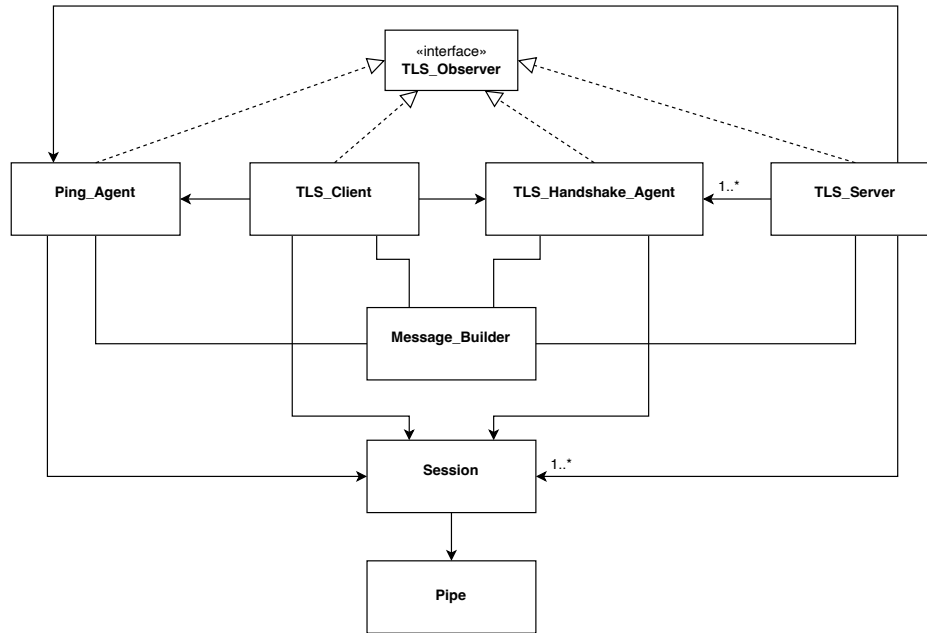 «interface»
TLS_Observer
Ping_Agent
TLS_Client
TLS_Handshake_Agent
1..*
TLS_Server
Message_Builder
Session
1..*
Pipe